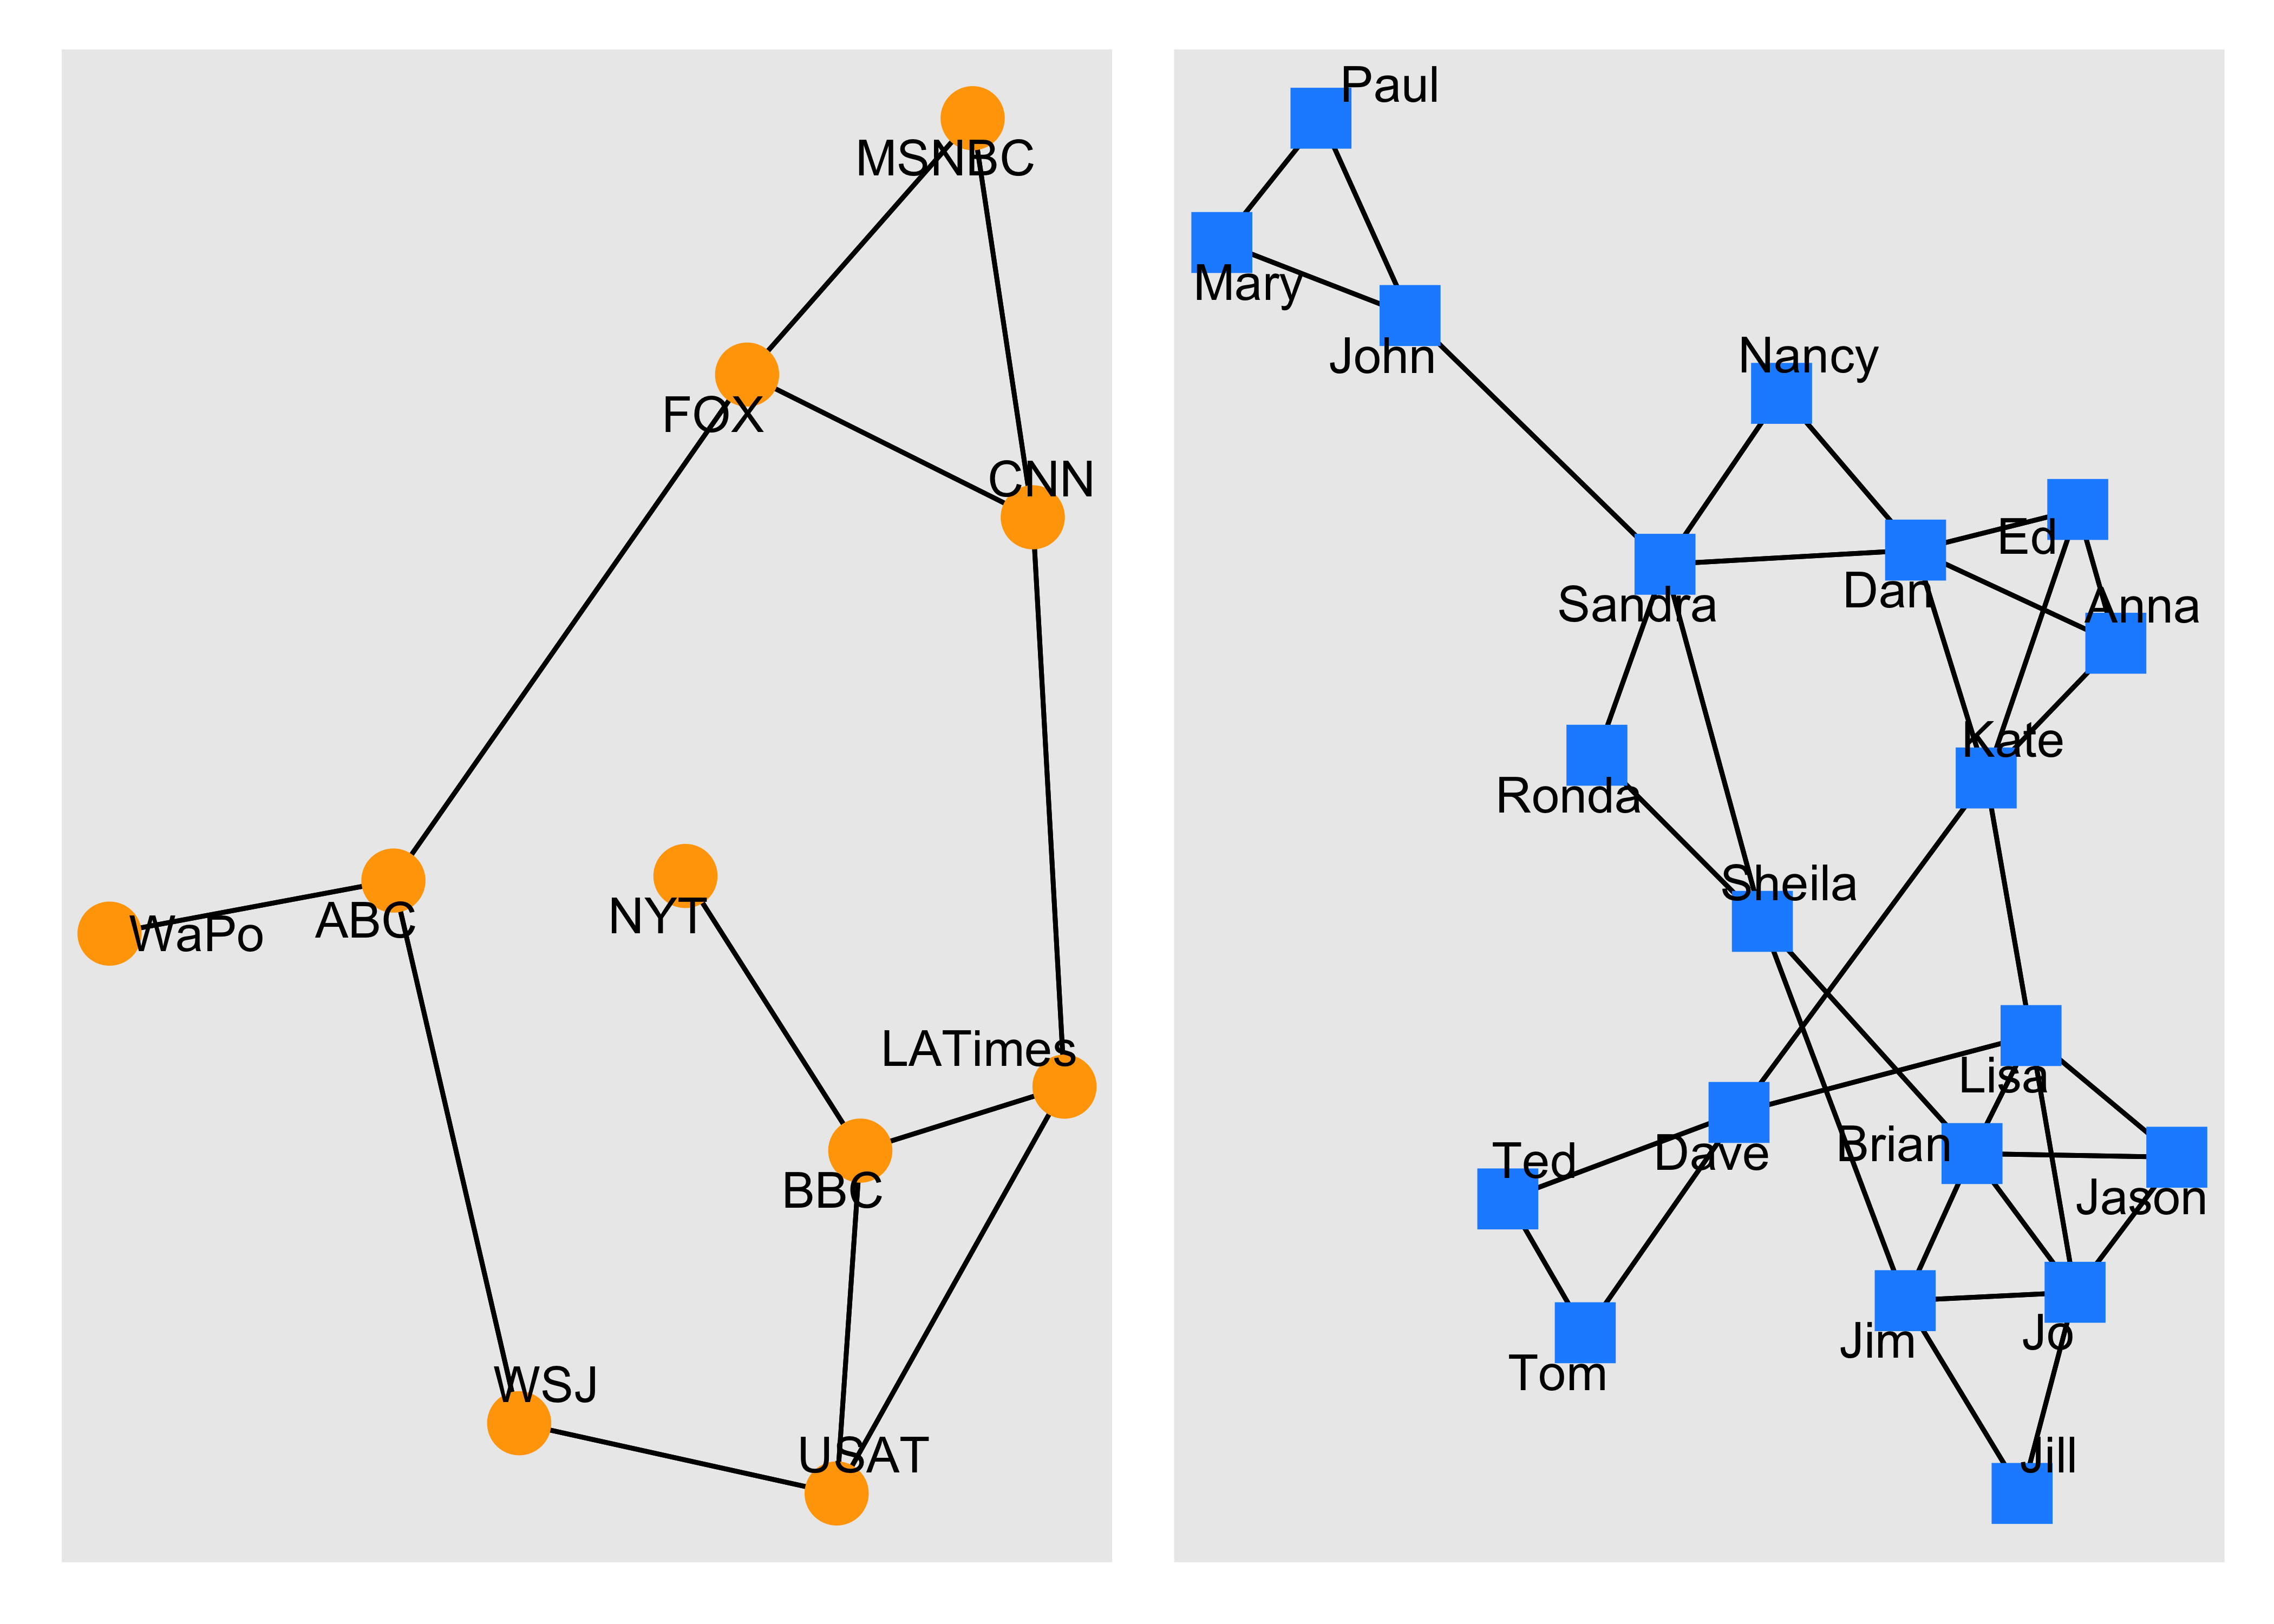 MSNBC
FOX
CNN
ABC
WaPo
NYT
LATimes
BBC
WSJ
USAT
Paul
Mary
John
Nancy
Ed
Sandra
Dan
Anna
Kate
Ronda
Sheila
Lisa
Brian
Dave
Ted
Jason
Jim
Jo
Tom
Jill